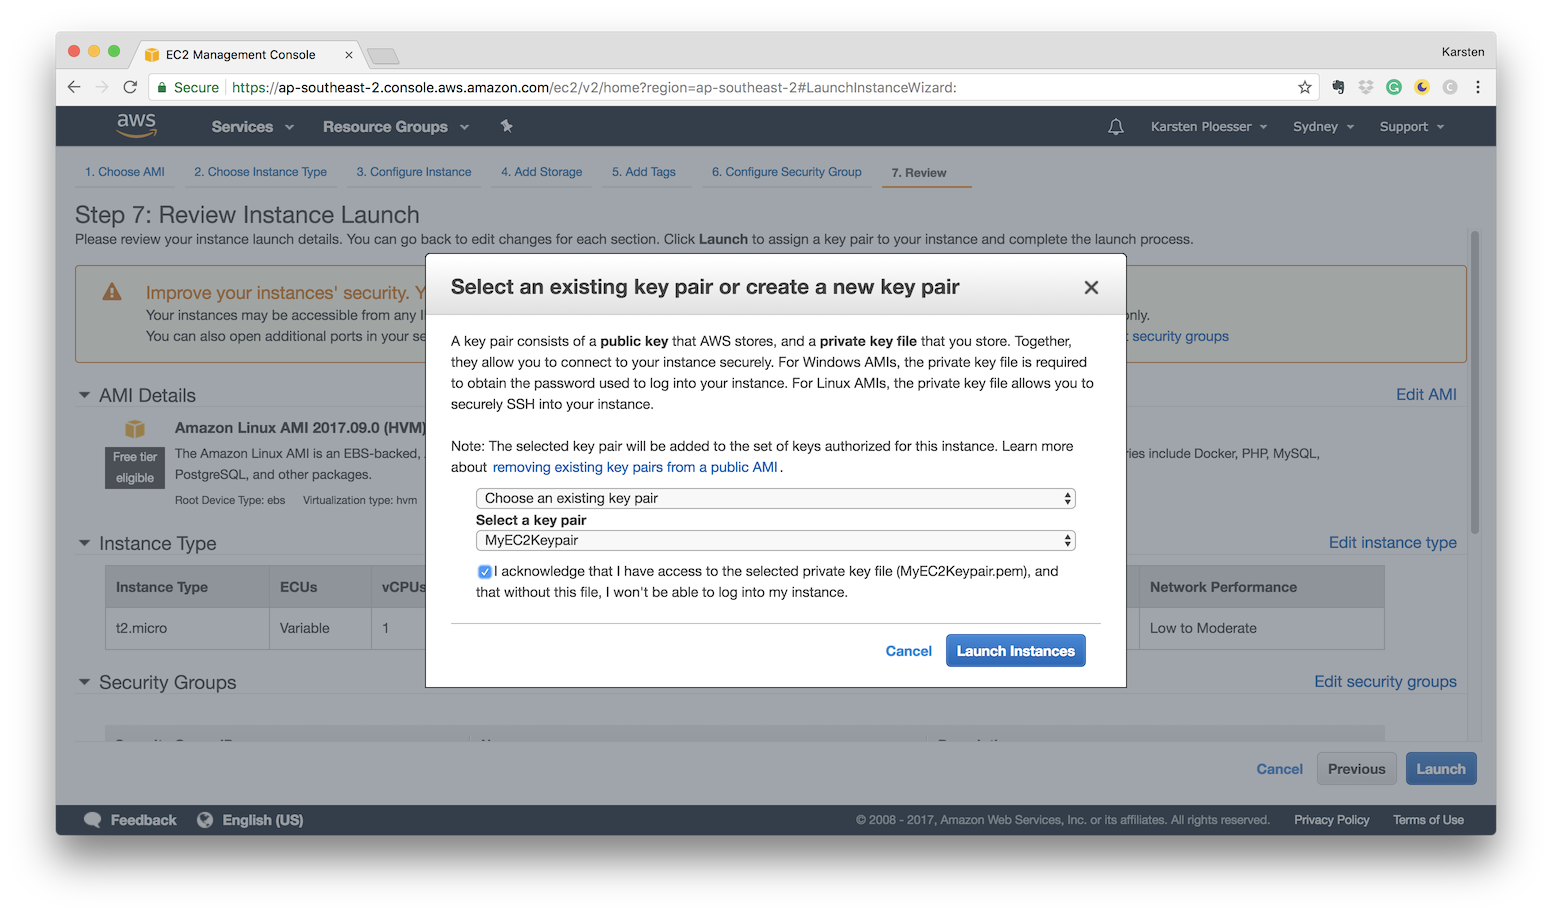 EC2 Management Console
Karsten
Secure https://ap-southeast-2.console.aws.amazon.com/ec2/v2/home?region=ap-southeast-2#LaunchInstanceWizard:
aws Services Resource Groups Karsten Ploesser Sydney Support
1. Choose AMI 2. Choose Instance Type 3. Configure Instance 4. Add Storage 5. Add Tags 6. Configure Security Group 7. Review
Step 7: Review Instance Launch
Please review your instance launch details. You can go back to edit changes for each section. Click Launch to assign a key pair to your instance and complete the launch process.
Improve your instances' security. Y
Your instances may be accessible from any I
only.
You can also open additional ports in your se
security groups
Select an existing key pair or create a new key pair
A key pair consists of a public key that AWS stores, and a private key file that you store. Together,
they allow you to connect to your instance securely. For Windows AMIs, the private key file is required
to obtain the password used to log into your instance. For Linux AMIs, the private key file allows you to
securely SSH into your instance.
Note: The selected key pair will be added to the set of keys authorized for this instance. Learn more
about removing existing key pairs from a public AMI .
Choose an existing key pair
Select a key pair
MyEC2Keypair
I acknowledge that I have access to the selected private key file (MyEC2Keypair.pem), and
that without this file, I won't be able to log into my instance.
Cancel Launch Instances
AMI Details
Edit AMI
Amazon Linux AMI 2017.09.0 (HVM)
Free tier
eligible
The Amazon Linux AMI is an EBS-backed,
ries include Docker, PHP, MySQL,
PostgreSQL, and other packages.
Root Device Type: ebs Virtualization type: hvm
Instance Type
Edit instance type
Instance Type ECUs vCPUs Network Performance
t2.micro Variable 1 Low to Moderate
Security Groups
Edit security groups
Cancel Previous Launch
Feedback English (US) © 2008 - 2017, Amazon Web Services, Inc. or its affiliates. All rights reserved. Privacy Policy Terms of Use